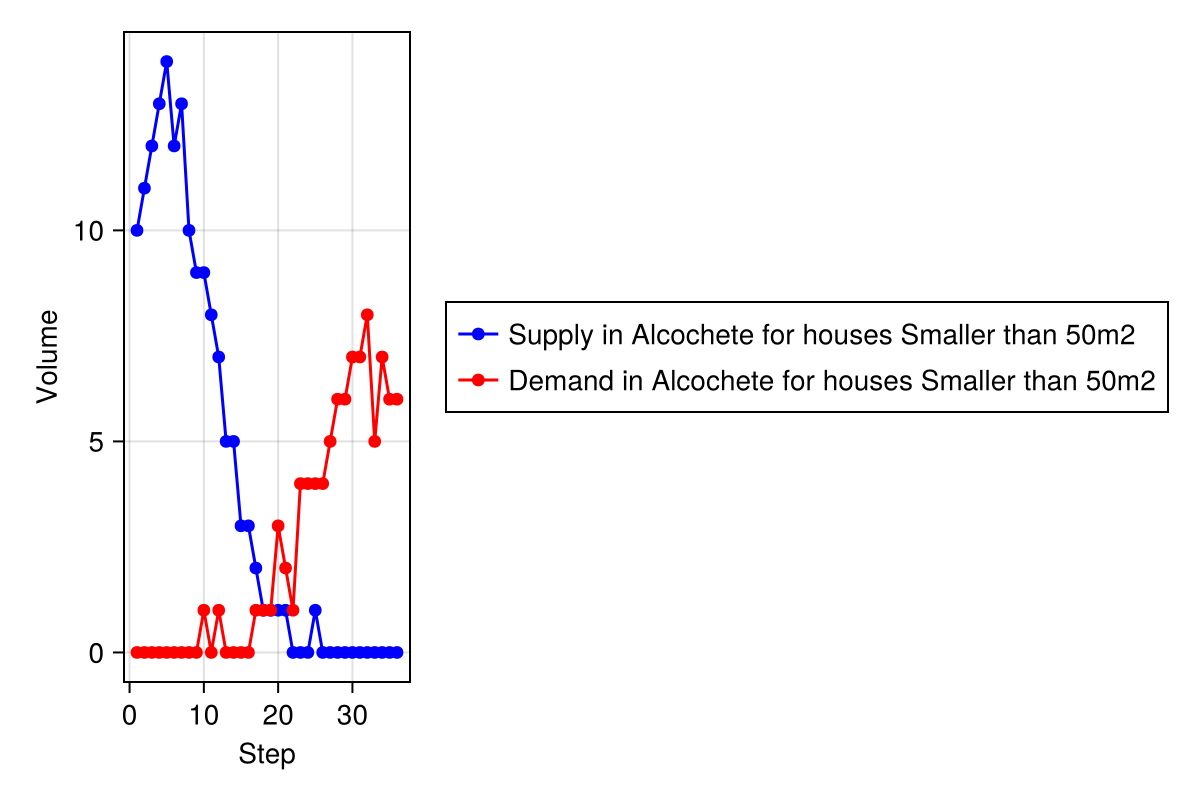 Volume
10
5
0
0 10 20 30
Step
Supply in Alcochete for houses Smaller than 50m2
Demand in Alcochete for houses Smaller than 50m2